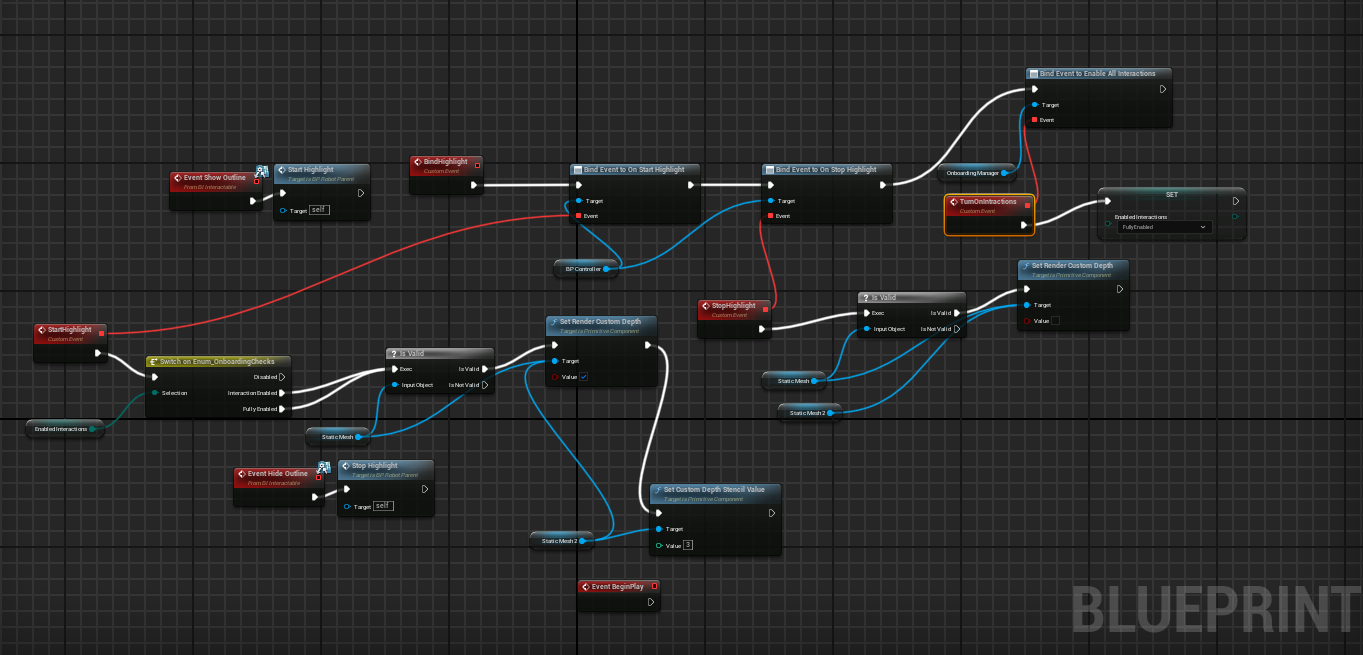 Bind Event to Enable All Interactions
Target
Event
Event Show Outline
From BI Interactable
Start Highlight
Target is BP Robot Parent
Target self
BindHighlight
Custom Event
Bind Event to On Start Highlight
Target
Event
Bind Event to On Stop Highlight
Target
Event
OnboardingManager
TurnOnIntractions
Custom Event
SET
Enabled Interactions
FullyEnabled
BP Controller
StartHighlight
Custom Event
Switch on Enum_OnboardingChecks
Disabled
Selection
Interaction Enabled
Fully Enabled
Enabled Interactions
Is Valid
Exec
Is Valid
Input Object
Is Not Valid
Static Mesh
Set Render Custom Depth
Target is Primitive Component
Target
Value
StopHighlight
Custom Event
Is Valid
Exec
Is Valid
Input Object
Is Not Valid
Static Mesh
Static Mesh 2
Set Render Custom Depth
Target is Primitive Component
Target
Value
Event Hide Outline
From BI Interactable
Stop Highlight
Target is BP Robot Parent
Target self
Static Mesh 2
Set Custom Depth Stencil Value
Target is Primitive Component
Target
Value 3
Event BeginPlay
BLUEPRINT